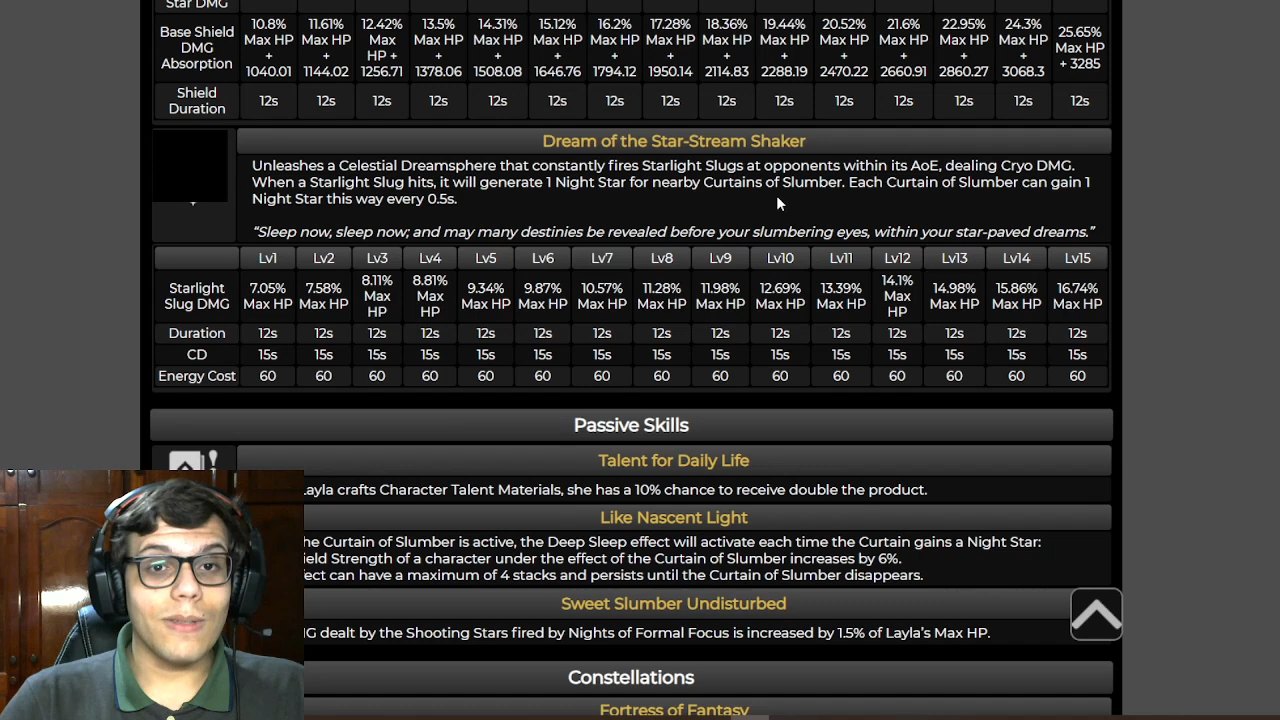 Star DMG
Base Shield DMG Absorption 10.8% Max HP + 1040.01 11.61% Max HP + 1144.02 12.42% Max HP + 1256.71 13.5% Max HP + 1378.06 14.31% Max HP + 1508.08 15.12% Max HP + 1646.76 16.2% Max HP + 1794.12 17.28% Max HP + 1950.14 18.36% Max HP + 2114.83 19.44% Max HP + 2288.19 20.52% Max HP + 2470.22 21.6% Max HP + 2660.91 22.95% Max HP + 2860.27 24.3% Max HP + 3068.3 25.65% Max HP + 3285
Shield Duration 12s 12s 12s 12s 12s 12s 12s 12s 12s 12s 12s 12s 12s 12s 12s
Dream of the Star-Stream Shaker
Unleashes a Celestial Dreamsphere that constantly fires Starlight Slugs at opponents within its AoE, dealing Cryo DMG.
When a Starlight Slug hits, it will generate 1 Night Star for nearby Curtains of Slumber. Each Curtain of Slumber can gain 1
Night Star this way every 0.5s.
“Sleep now, sleep now; and may many destinies be revealed before your slumbering eyes, within your star-paved dreams.”
Lv1 Lv2 Lv3 Lv4 Lv5 Lv6 Lv7 Lv8 Lv9 Lv10 Lv11 Lv12 Lv13 Lv14 Lv15
Starlight Slug DMG 7.05% Max HP 7.58% Max HP 8.11% Max HP 8.81% Max HP 9.34% Max HP 9.87% Max HP 10.57% Max HP 11.28% Max HP 11.98% Max HP 12.69% Max HP 13.39% Max HP 14.1% Max HP 14.98% Max HP 15.86% Max HP 16.74% Max HP
Duration 12s 12s 12s 12s 12s 12s 12s 12s 12s 12s 12s 12s 12s 12s 12s
CD 15s 15s 15s 15s 15s 15s 15s 15s 15s 15s 15s 15s 15s 15s 15s
Energy Cost 60 60 60 60 60 60 60 60 60 60 60 60 60 60 60
Passive Skills
Talent for Daily Life
Layla crafts Character Talent Materials, she has a 10% chance to receive double the product.
Like Nascent Light
the Curtain of Slumber is active, the Deep Sleep effect will activate each time the Curtain gains a Night Star:
Strength of a character under the effect of the Curtain of Slumber increases by 6%.
can have a maximum of 4 stacks and persists until the Curtain of Slumber disappears.
Sweet Slumber Undisturbed
dealt by the Shooting Stars fired by Nights of Formal Focus is increased by 1.5% of Layla's Max HP.
Constellations
Fortress of Fantasy